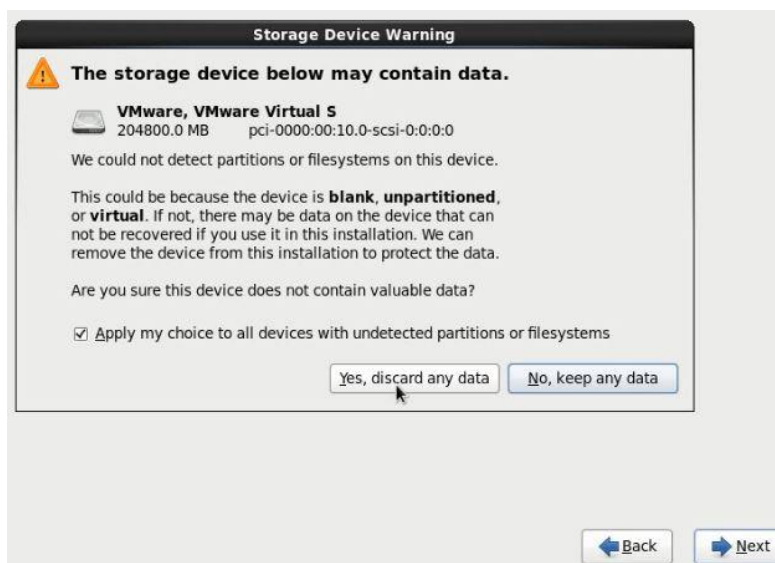 Storage Device Warning
The storage device below may contain data.
VMware, VMware Virtual S
204800.0 MB pci-0000:00:10.0-scsi-0:0:0:0
We could not detect partitions or filesystems on this device.
This could be because the device is blank, unpartitioned,
or virtual. If not, there may be data on the device that can
not be recovered if you use it in this installation. We can
remove the device from this installation to protect the data.
Are you sure this device does not contain valuable data?
Apply my choice to all devices with undetected partitions or filesystems
Yes, discard any data No, keep any data
Back Next